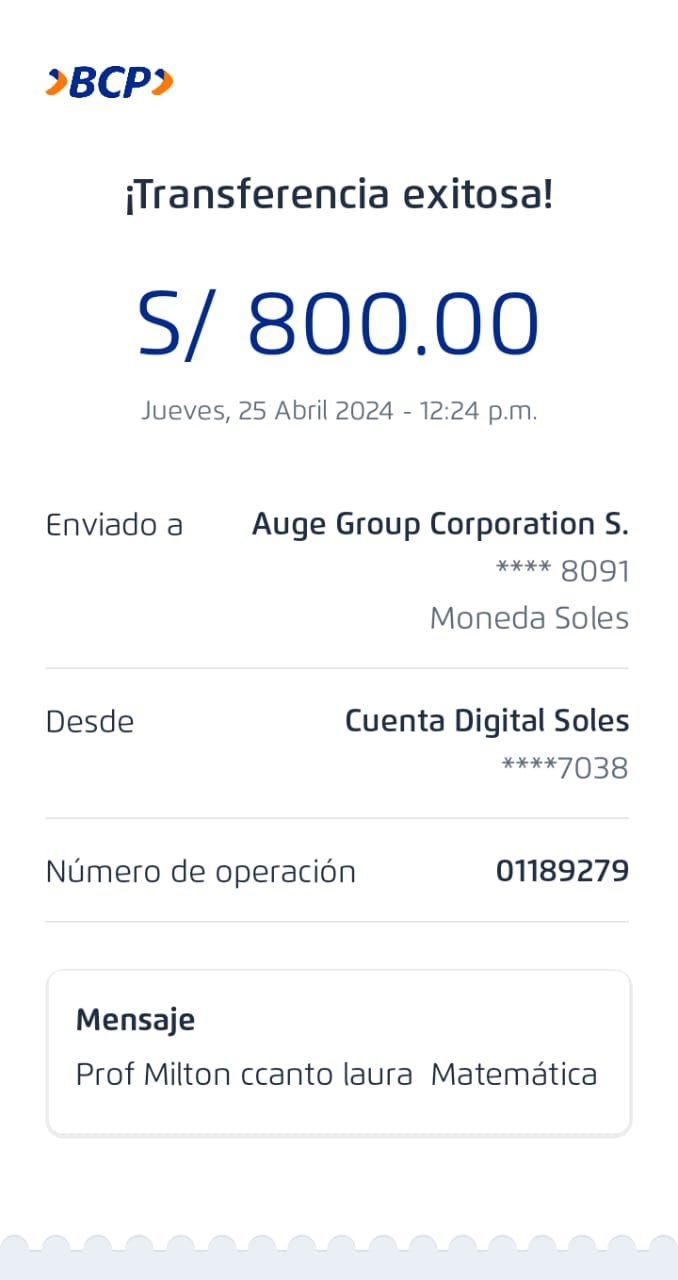 BCP
¡Transferencia exitosa!
S/ 800.00
Jueves, 25 Abril 2024 - 12:24 p.m.
Enviado a Auge Group Corporation S.
**** 8091
Moneda Soles
Desde Cuenta Digital Soles
****7038
Número de operación 01189279
Mensaje
Prof Milton ccanto laura  Matemática